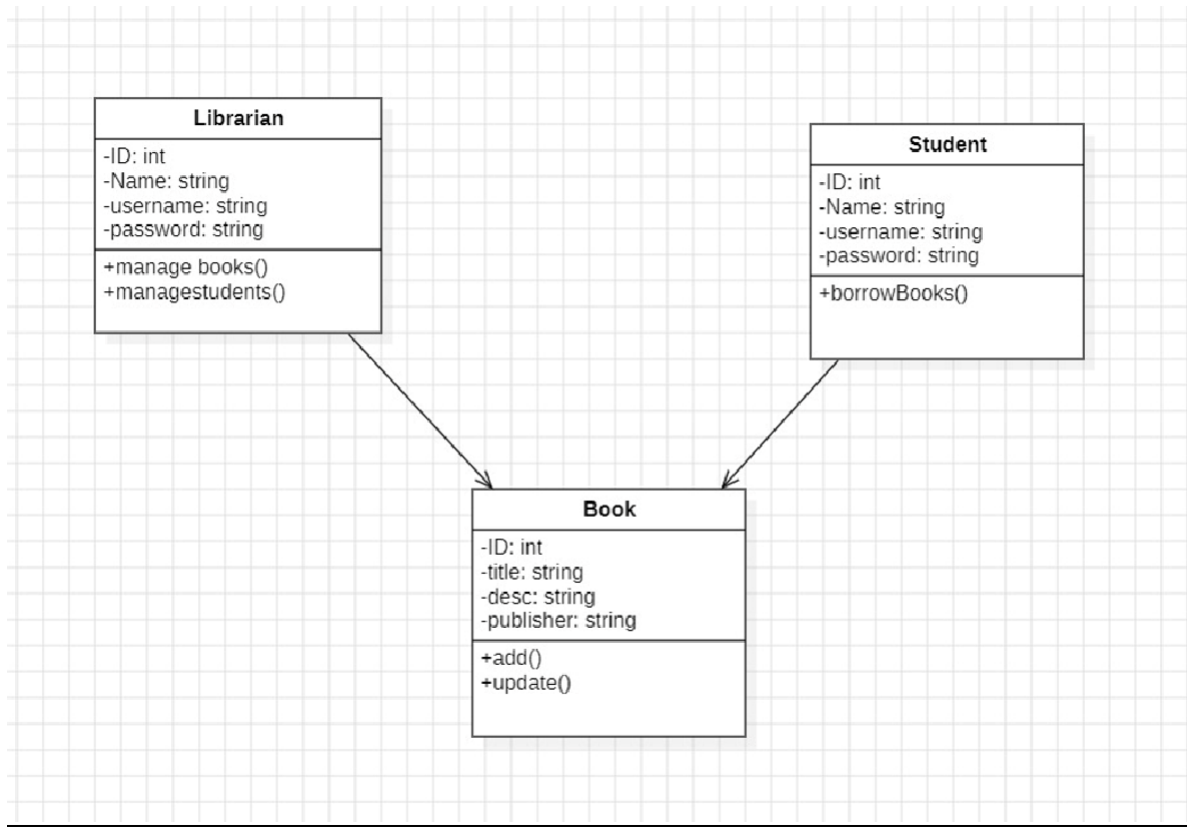 Librarian
-ID: int
-Name: string
-username: string
-password: string
+manage books()
+managestudents()
Student
-ID: int
-Name: string
-username: string
-password: string
+borrowBooks()
Book
-ID: int
-title: string
-desc: string
-publisher: string
+add()
+update()